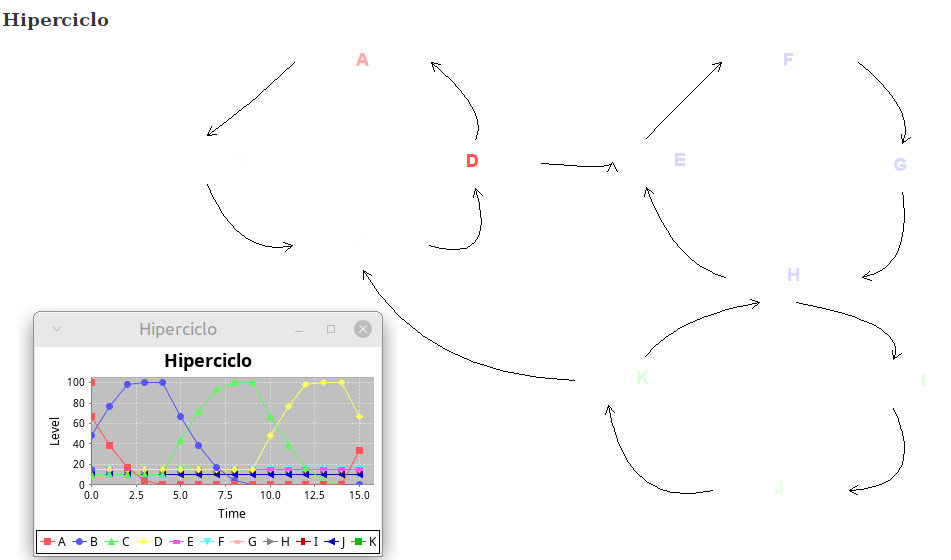 Hiperciclo
A
F
D
E
G
H
K
I
J
Hiperciclo
Hiperciclo
Level
100
80
60
40
20
0
0.0 2.5 5.0 7.5 10.0 12.5 15.0
Time
A B C D E F G H I J K